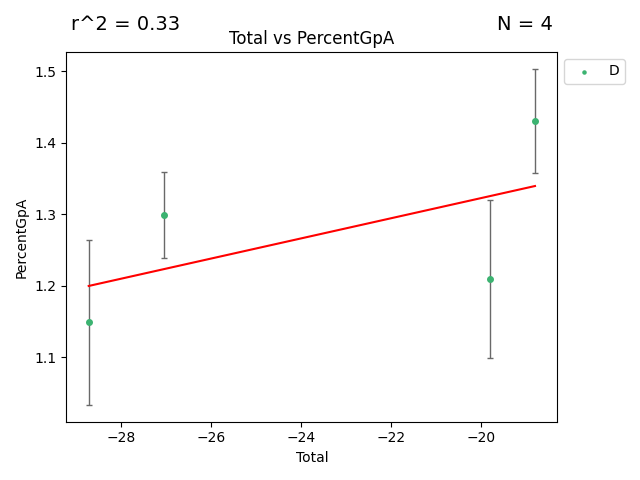 r^2 = 0.33
N = 4
Total vs PercentGpA
D
1.5
1.4
1.3
1.2
1.1
PercentGpA
−28
−26
−24
−22
−20
Total